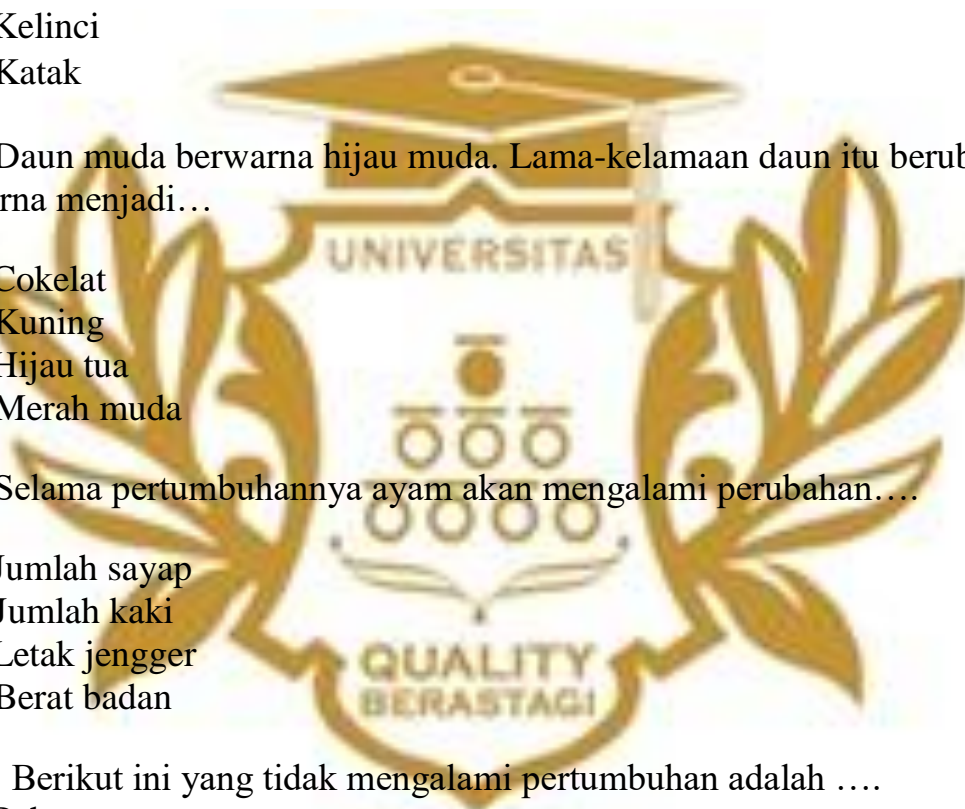 Kelinci
Katak
Daun muda berwarna hijau muda. Lama-kelamaan daun itu berub
rna menjadi…
UNIVERSITAS
Cokelat
Kuning
Hijau tua
Merah muda
Selama pertumbuhannya ayam akan mengalami perubahan….
Jumlah sayap
Jumlah kaki
Letak jengger
Berat badan
QUALITY
BERASTAGI
Berikut ini yang tidak mengalami pertumbuhan adalah ….